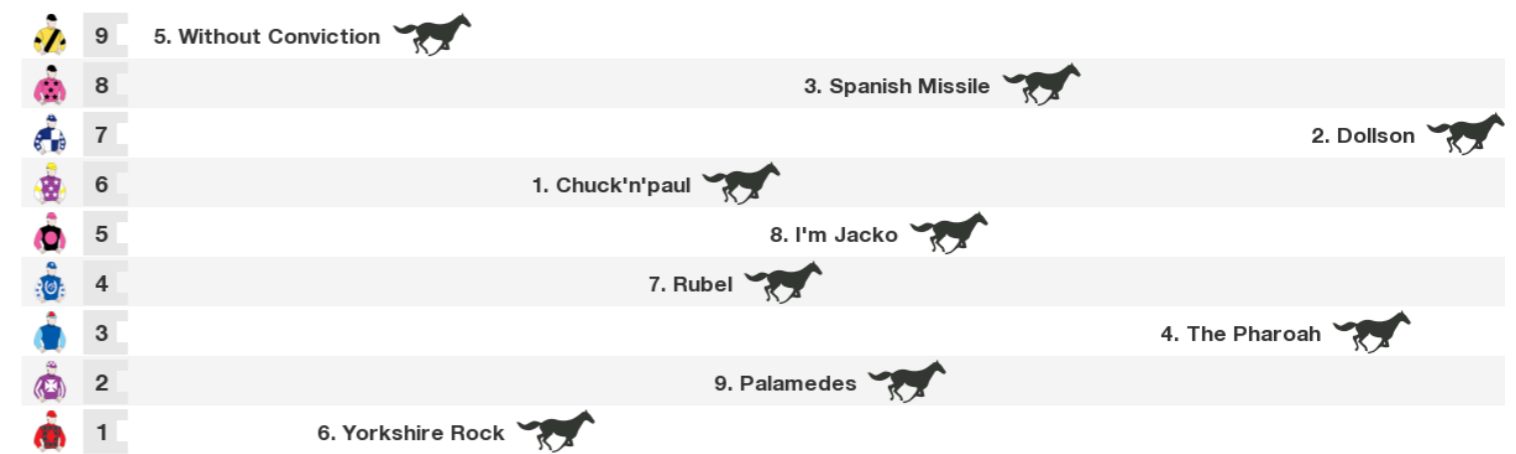 9 5. Without Conviction
8 3. Spanish Missile
7 2. Dollson
6 1. Chuck'n'paul
5 8. I'm Jacko
4 7. Rubel
3 4. The Pharoah
2 9. Palamedes
1 6. Yorkshire Rock